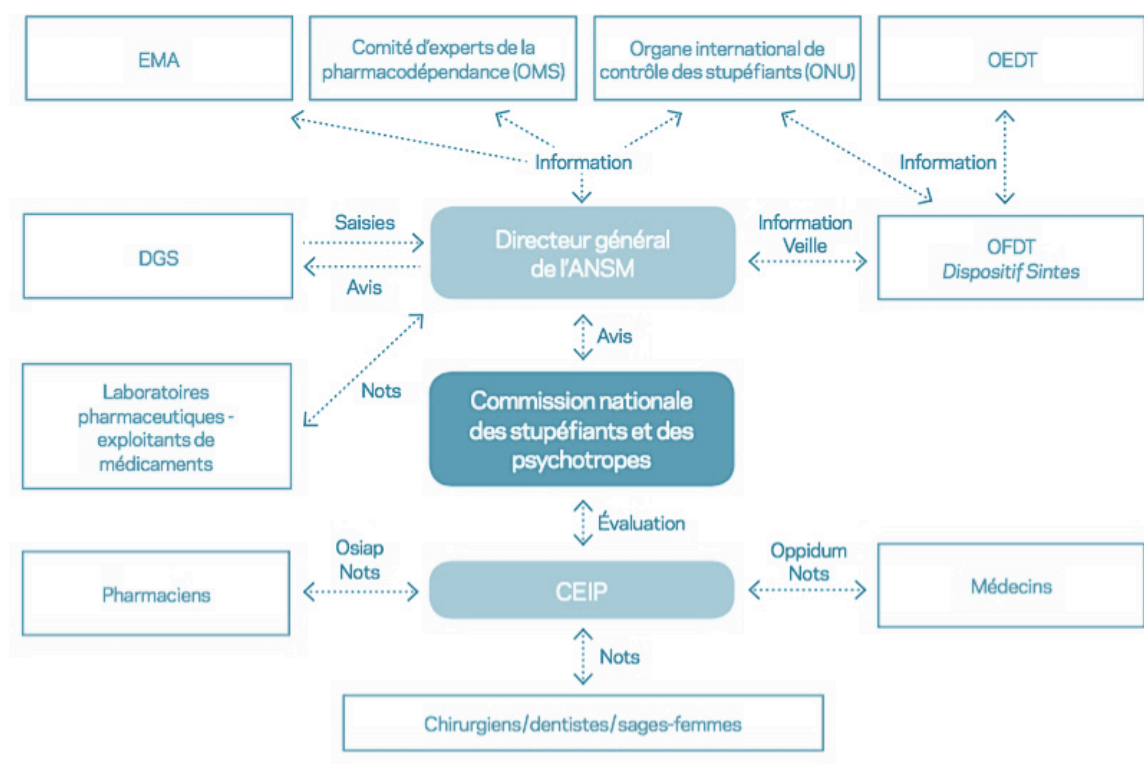 EMA
Comité d'experts de la
pharmacodépendance (OMS)
Organe international de
contrôle des stupéfiants (ONU)
OEDT
Information
Information
DGS
Saisies
Avis
Directeur général
de l'ANSM
Information
Veille
OFDT
Dispositif Sintes
Avis
Laboratoires
pharmaceutiques -
exploitants de
médicaments
Nots
Commission nationale
des stupéfiants et des
psychotropes
Évaluation
Pharmaciens
Osiap
Nots
CEIP
Oppidum
Nots
Médecins
Nots
Chirurgiens/dentistes/sages-femmes